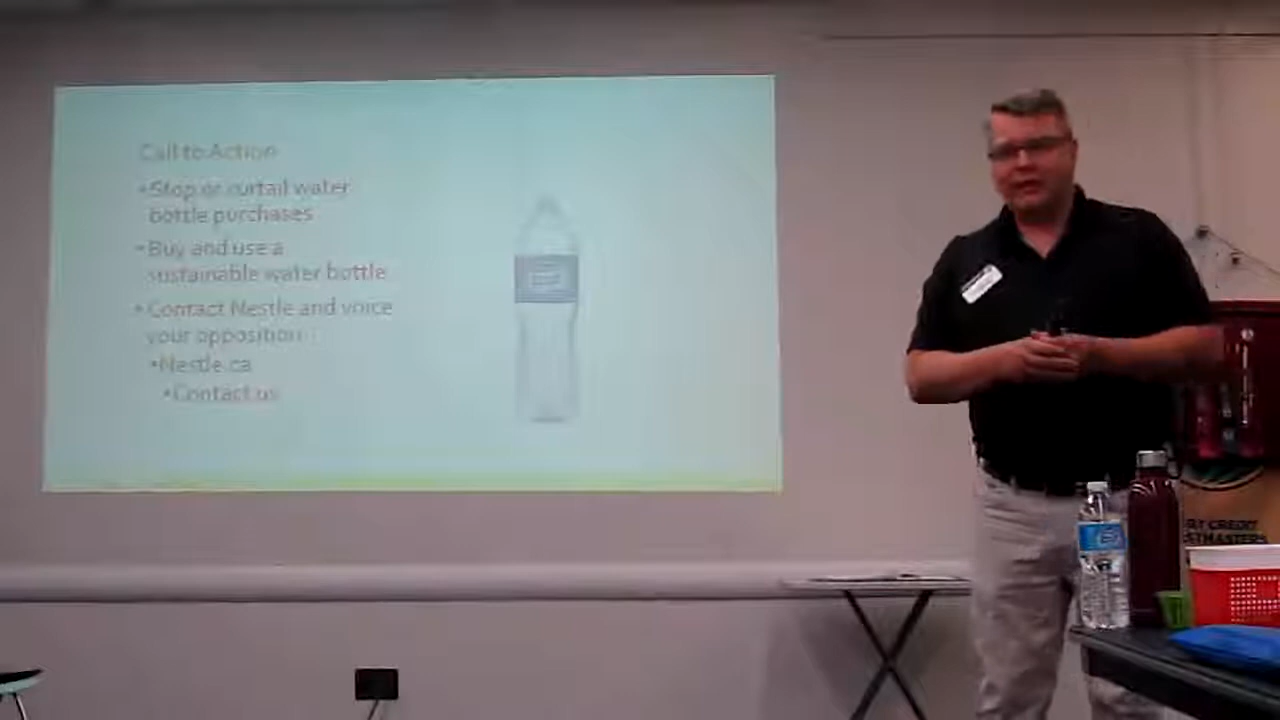 Call to Action
•Stop or curtail water
bottle purchases
•Buy and use a
sustainable water bottle
•Contact Nestle and voice
your opposition
•Nestle.ca
•Contact us
CREDIT